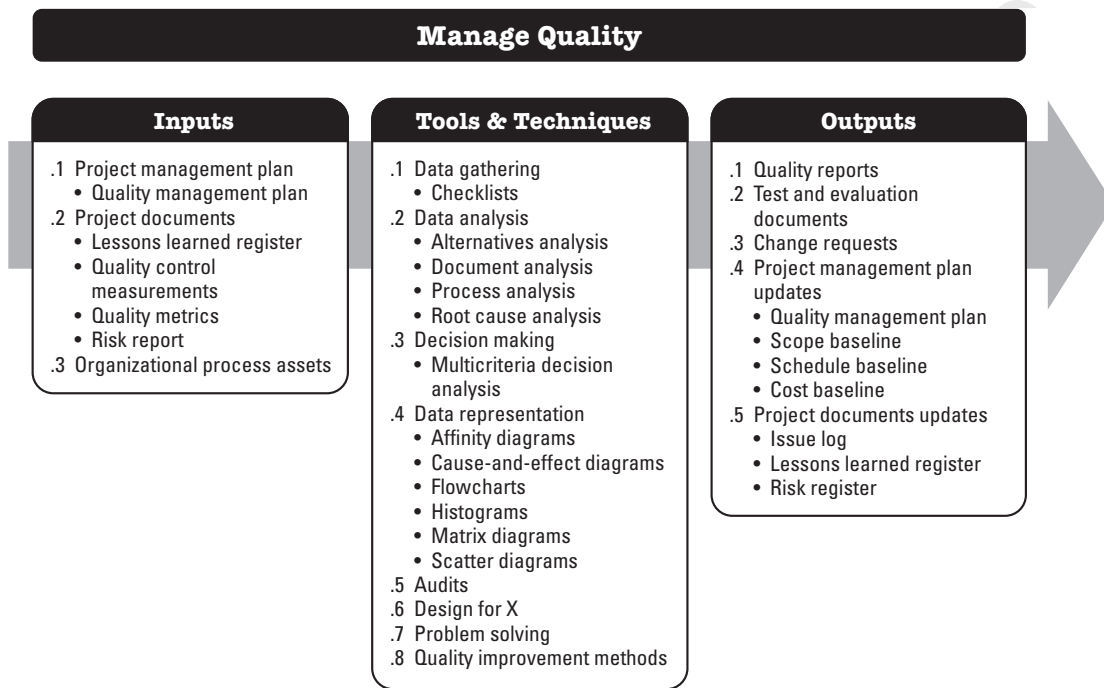 Manage Quality
Inputs
.1 Project management plan
• Quality management plan
.2 Project documents
• Lessons learned register
• Quality control
measurements
• Quality metrics
• Risk report
.3 Organizational process assets
Tools & Techniques
.1 Data gathering
• Checklists
.2 Data analysis
• Alternatives analysis
• Document analysis
• Process analysis
• Root cause analysis
.3 Decision making
• Multicriteria decision
analysis
.4 Data representation
• Affinity diagrams
• Cause-and-effect diagrams
• Flowcharts
• Histograms
• Matrix diagrams
• Scatter diagrams
.5 Audits
.6 Design for X
.7 Problem solving
.8 Quality improvement methods
Outputs
.1 Quality reports
.2 Test and evaluation
documents
.3 Change requests
.4 Project management plan
updates
• Quality management plan
• Scope baseline
• Schedule baseline
• Cost baseline
.5 Project documents updates
• Issue log
• Lessons learned register
• Risk register